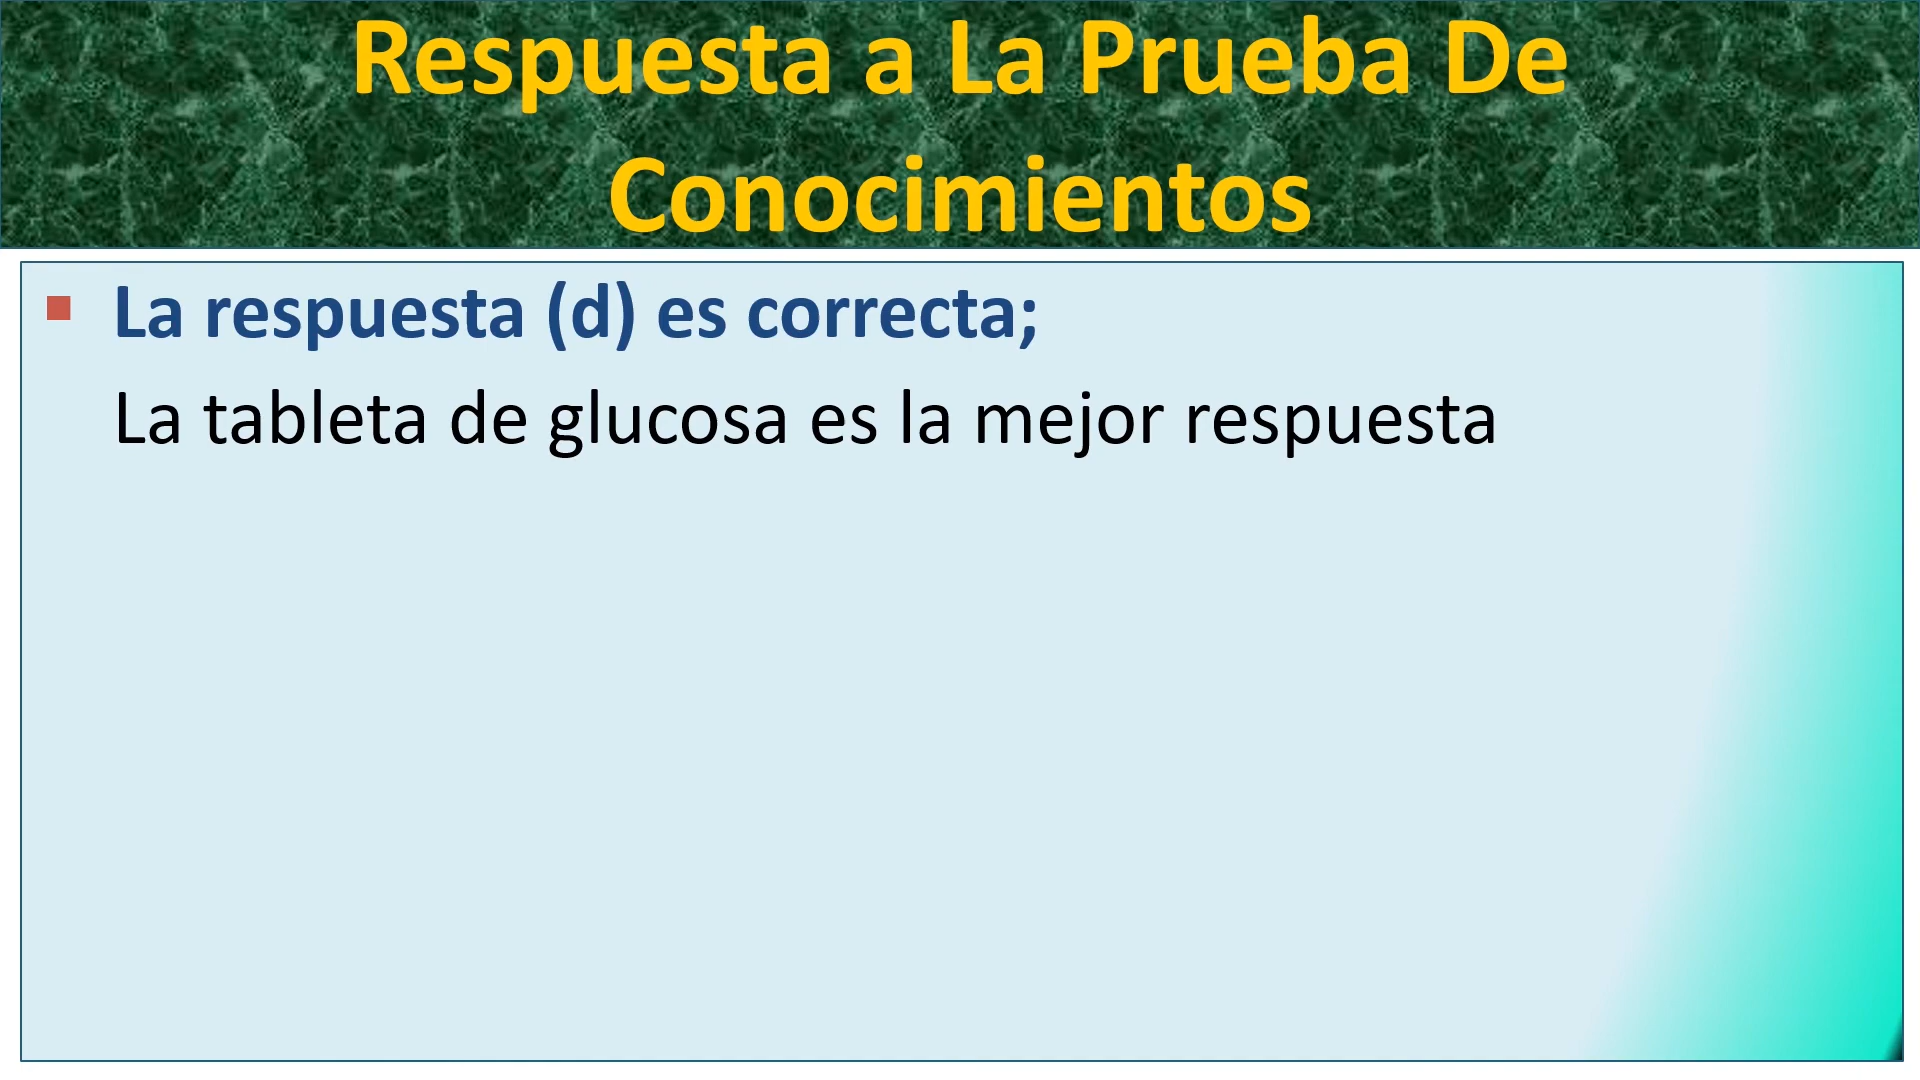 Respuesta a La Prueba De
Conocimientos
▪ La respuesta (d) es correcta;
La tableta de glucosa es la mejor respuesta